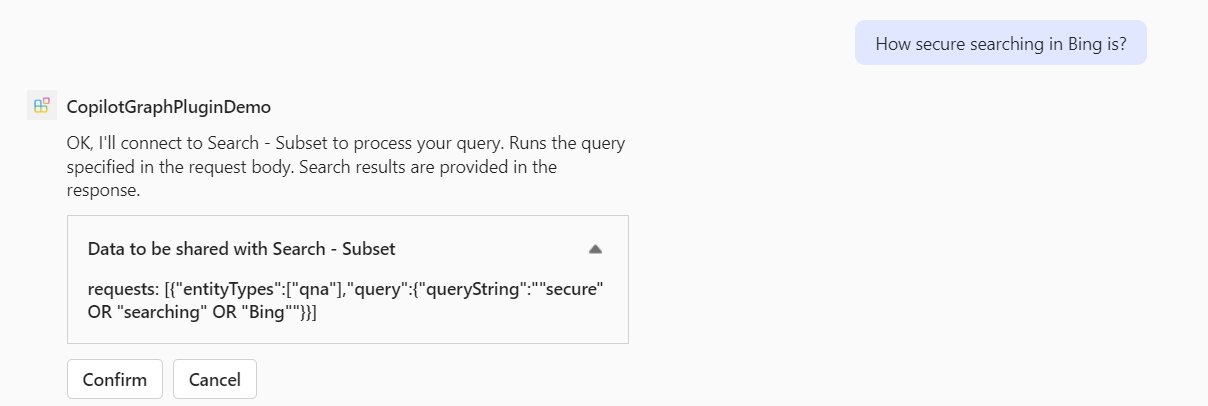 How secure searching in Bing is?
CopilotGraphPluginDemo
OK, I'll connect to Search - Subset to process your query. Runs the query
specified in the request body. Search results are provided in the
response.
Data to be shared with Search - Subset
requests: [{"entityTypes":["qna"],"query":{"queryString":""secure"
OR "searching" OR "Bing""}}]
Confirm Cancel